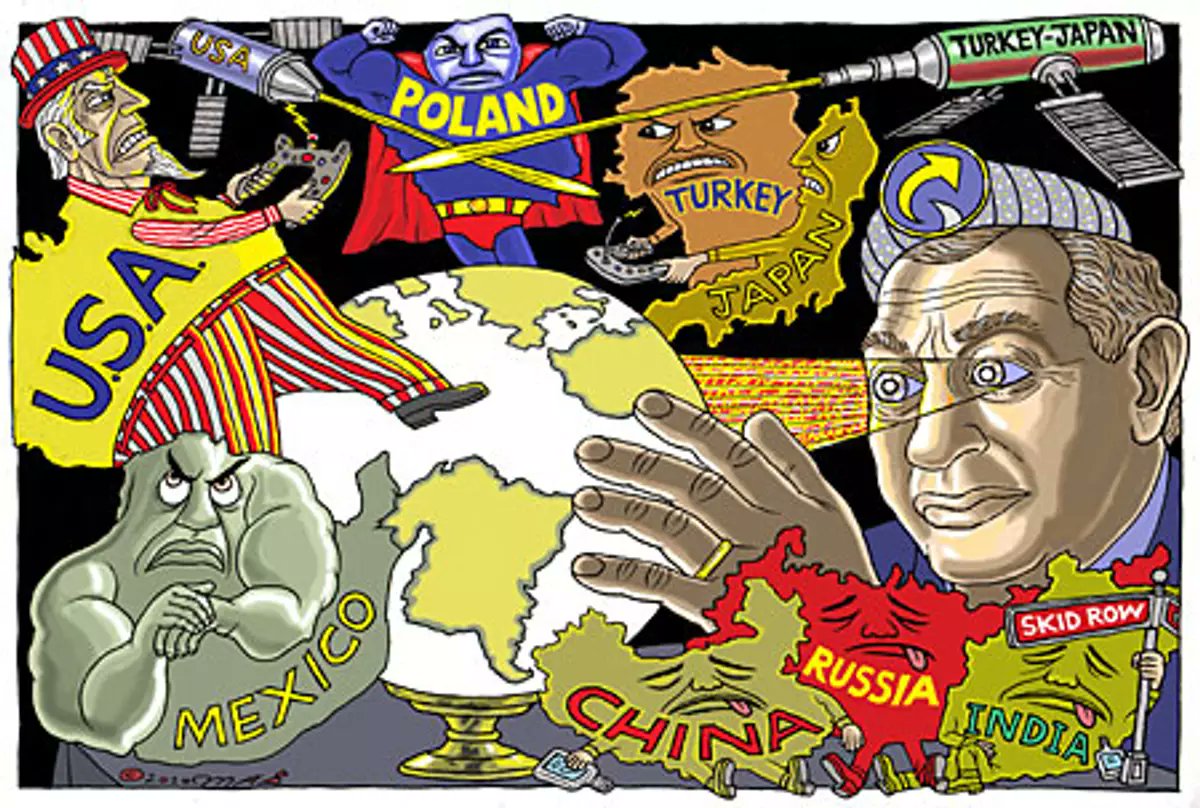 USA
POLAND
TURKEY-JAPAN
TURKEY
JAPAN
U.S.A.
MEXICO
CHINA
RUSSIA
INDIA
SKID ROW